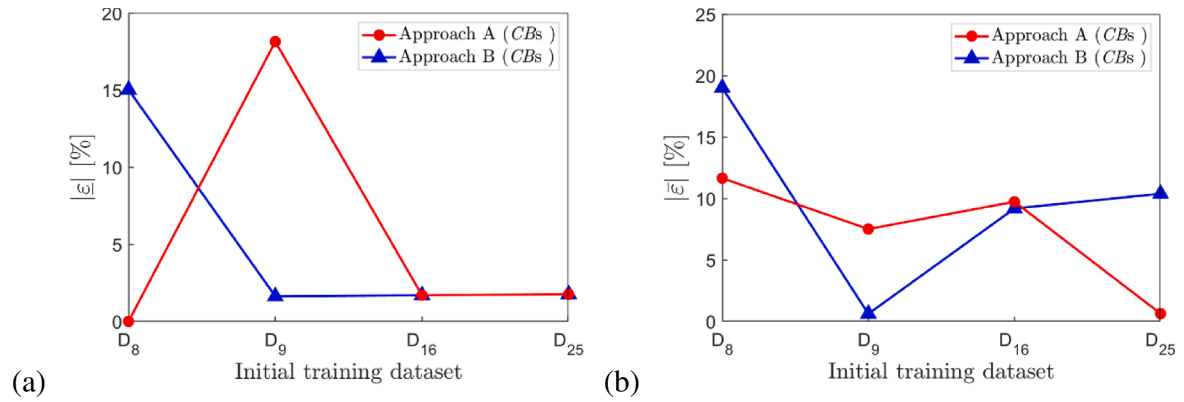 20
15
10
5
0
|ε| [%]
Approach A (CBs )
Approach B (CBs )
D8
D9
D16
D25
Initial training dataset
(a)
25
20
15
10
5
0
|ε̄| [%]
Approach A (CBs )
Approach B (CBs )
D8
D9
D16
D25
Initial training dataset
(b)